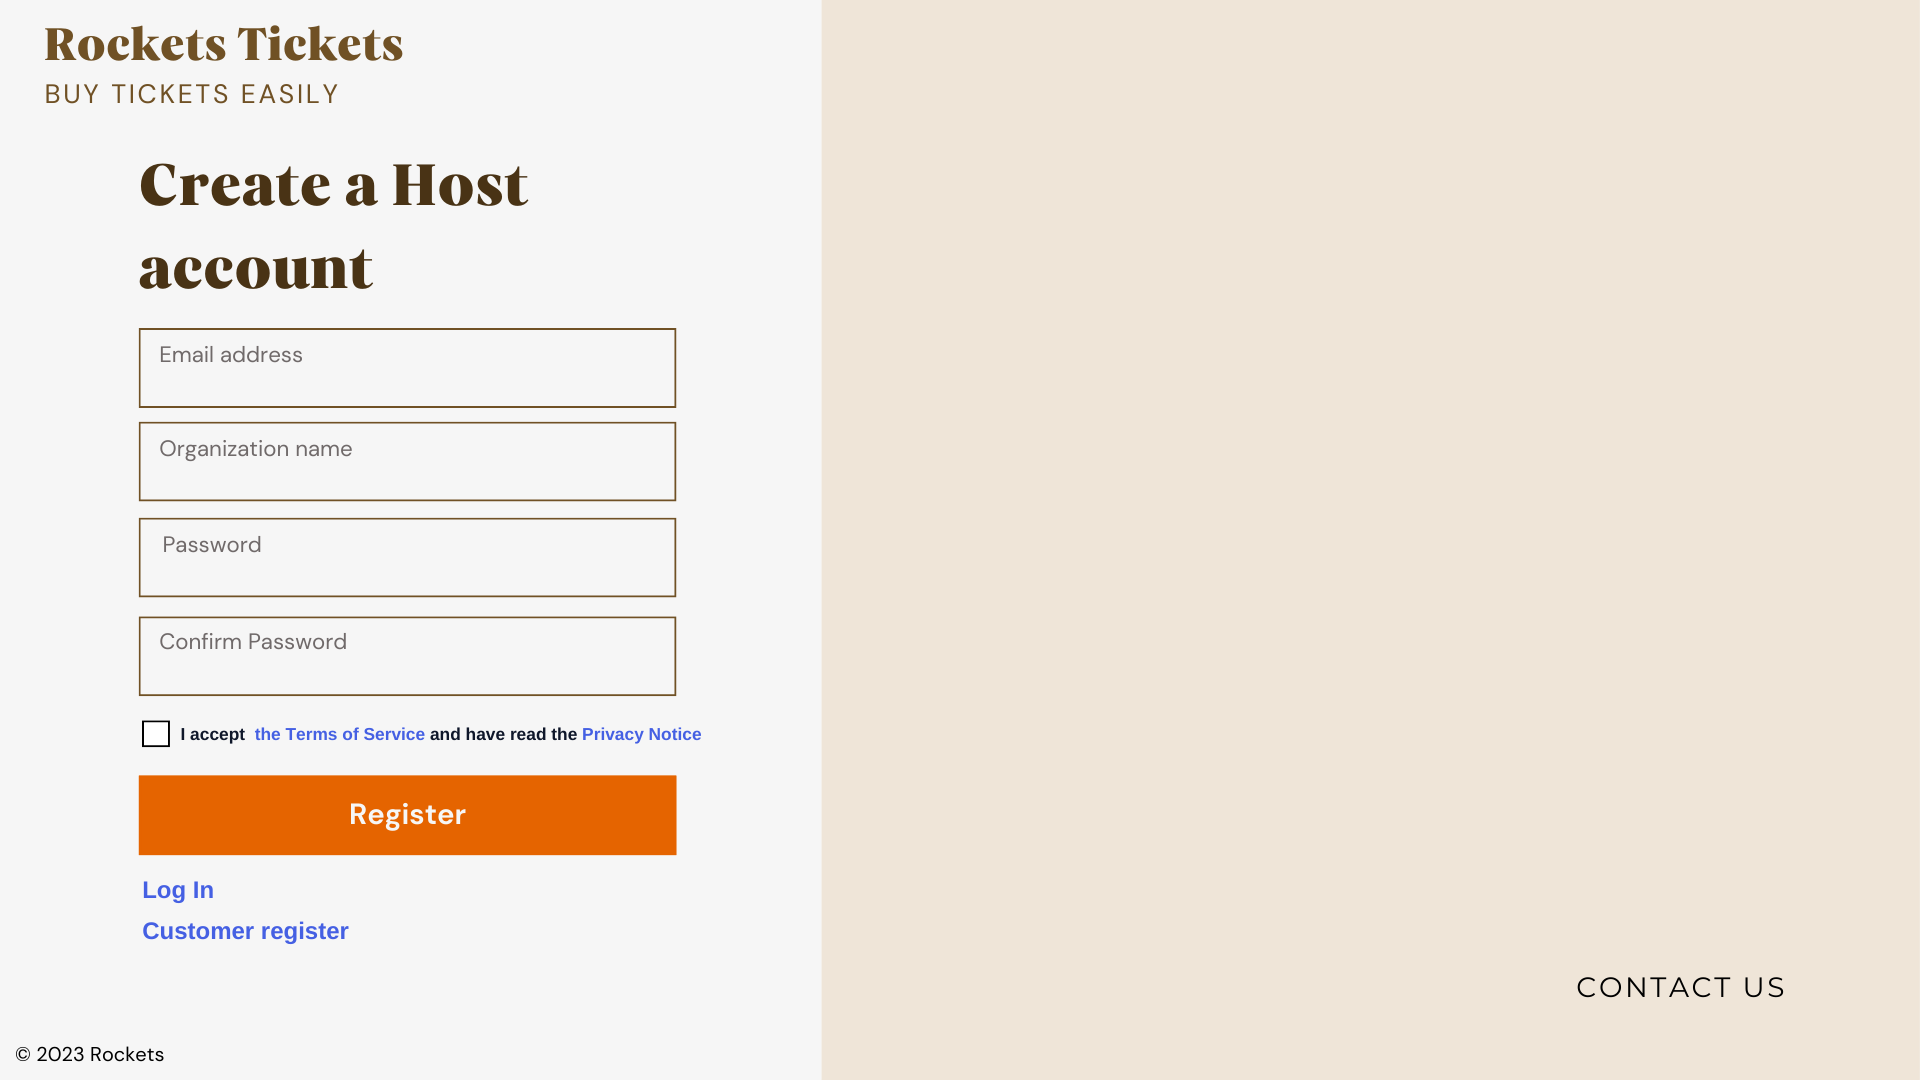 Rockets Tickets
BUY TICKETS EASILY
Create a Host
account
Email address
Organization name
Password
Confirm Password
I accept the Terms of Service and have read the Privacy Notice
Register
Log In
Customer register
CONTACT US
© 2023 Rockets